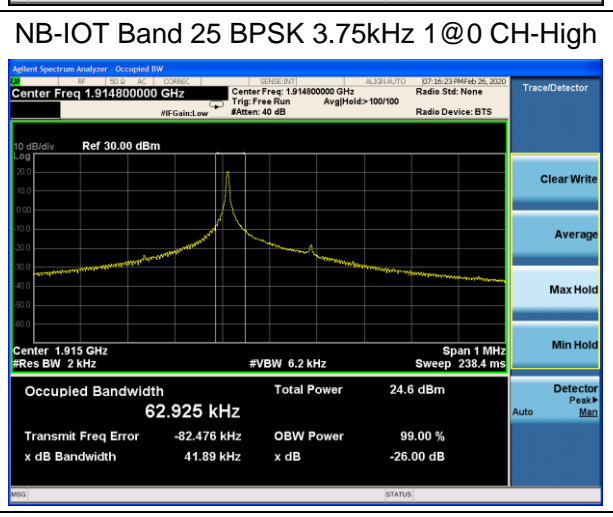 NB-IOT Band 25 BPSK 3.75kHz 1@0 CH-High
Agilent Spectrum Analyzer - Occupied BW
RF 50 Ω AC CORREC SENSE:INT ALIGNAUTO 07:16:23 PM Feb 26, 2020
Center Freq 1.914800000 GHz Center Freq: 1.914800000 GHz Radio Std: None Trace/Detector
Trig: Free Run Avg|Hold:> 100/100
#IFGain:Low #Atten: 40 dB Radio Device: BTS
10 dB/div Ref 30.00 dBm
Log
20.0
10.0
0.00
-10.0
-20.0
-30.0
-40.0
-50.0
-60.0
Clear Write
Average
Max Hold
Min Hold
Center 1.915 GHz Span 1 MHz
#Res BW 2 kHz #VBW 6.2 kHz Sweep 238.4 ms
Occupied Bandwidth Total Power 24.6 dBm
62.925 kHz
Transmit Freq Error -82.476 kHz OBW Power 99.00 %
x dB Bandwidth 41.89 kHz x dB -26.00 dB
Detector
Peak▶
Auto Man
MSG STATUS